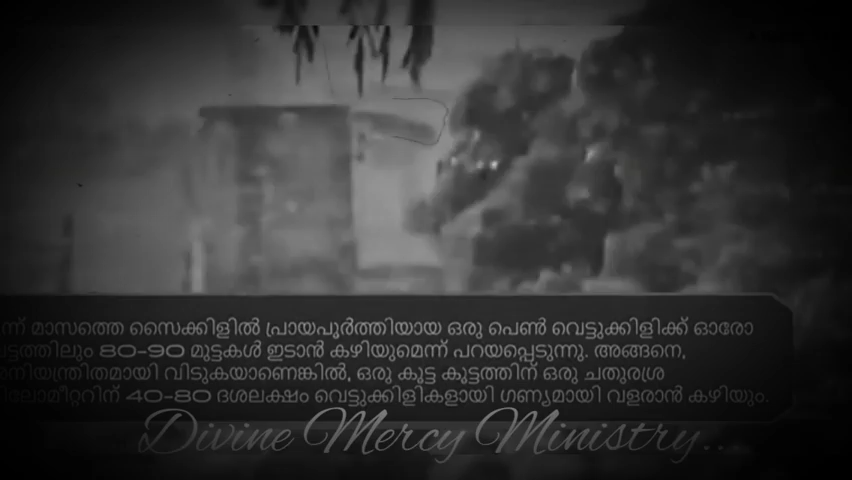 മാസത്തെ സൈക്കിളിൽ പ്രായപൂർത്തിയായ ഒരു പെൺ വെട്ടുക്കിളിക്ക് ഓരോ
80-90 മുട്ടകൾ ഇടാൻ കഴിയുമെന്ന് പറയപ്പെടുന്നു. അങ്ങനെ,
വിടുകയാണെങ്കിൽ, ഒരു കൂട്ട കൂട്ടത്തിന് ഒരു ചതുരശ്ര
40-80 ദശലക്ഷം വെട്ടുക്കിളികളായി ഗണ്യമായി വളരാൻ കഴിയും.
Divine Mercy Ministry..